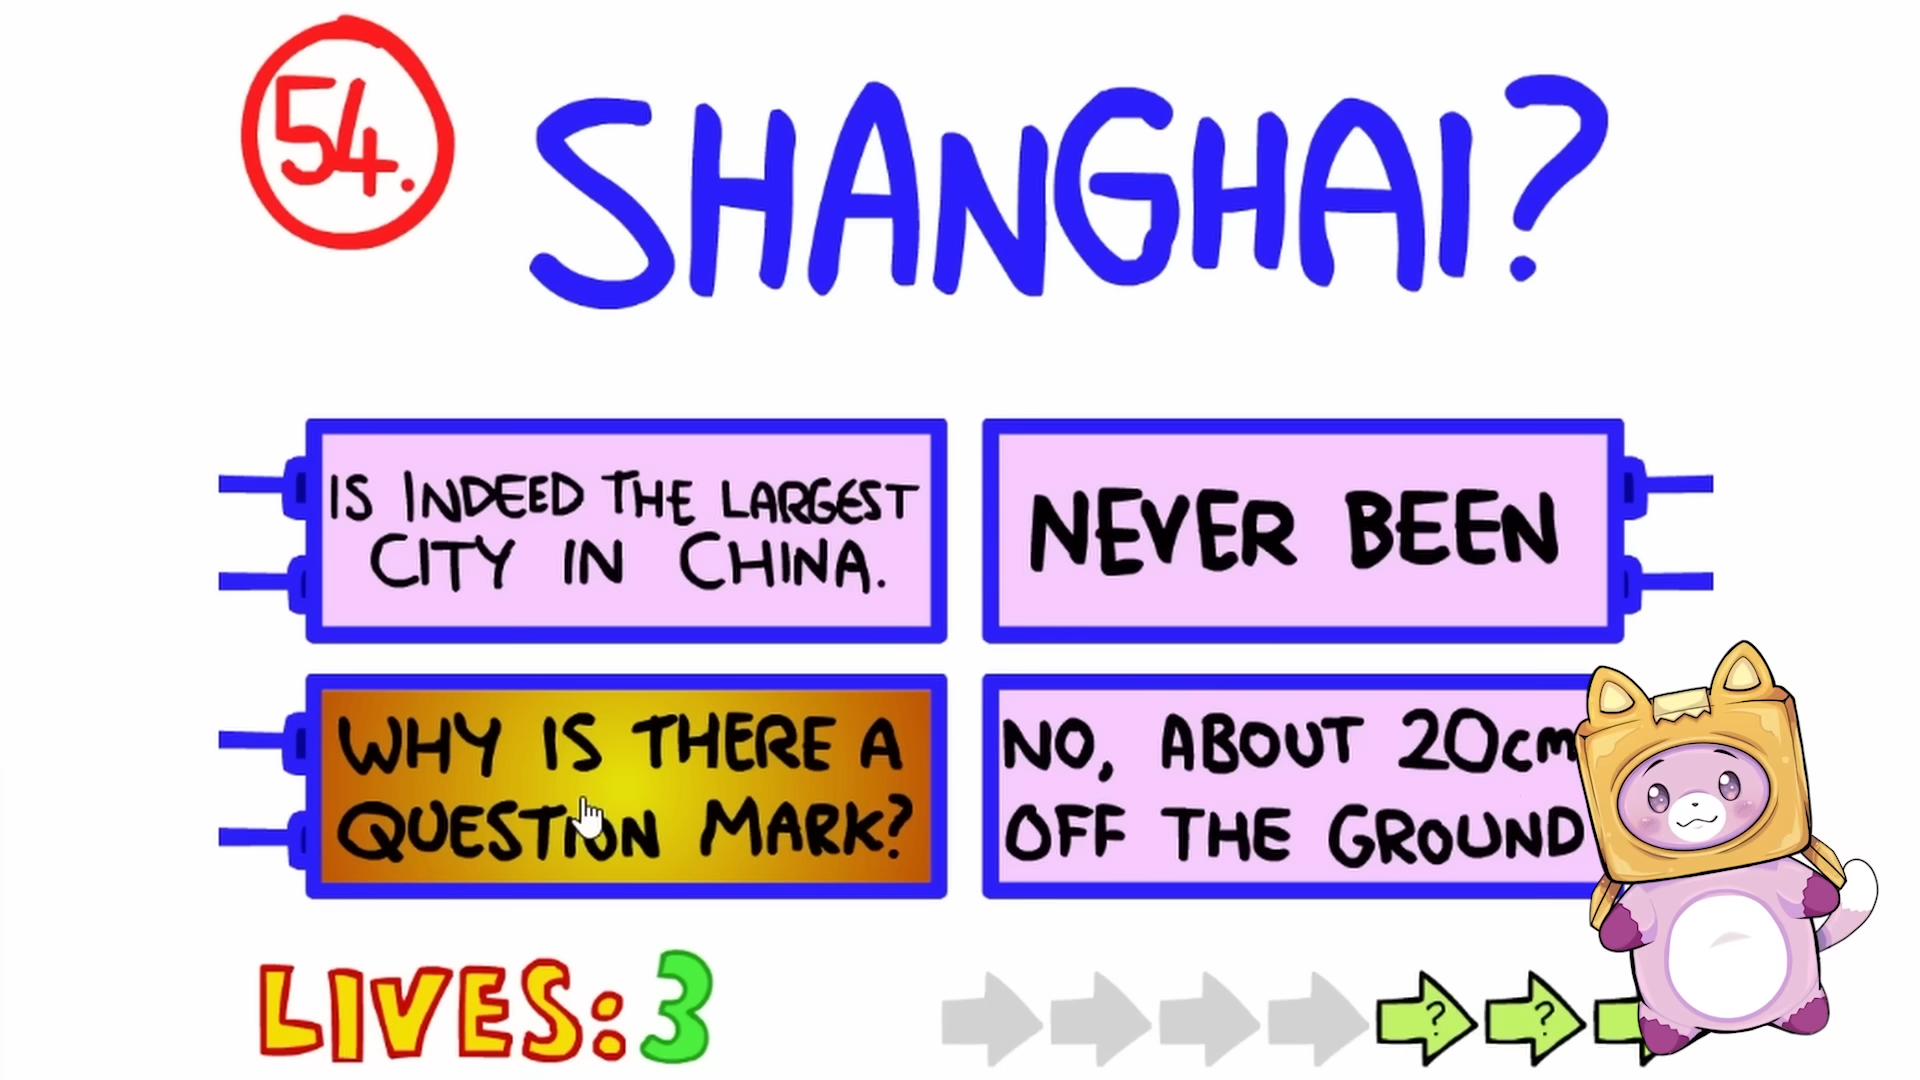 54.
SHANGHAI?
IS INDEED THE LARGEST
CITY IN CHINA.
NEVER BEEN
WHY IS THERE A
QUESTION MARK?
NO, ABOUT 20cm
OFF THE GROUND
LIVES: 3
? ?